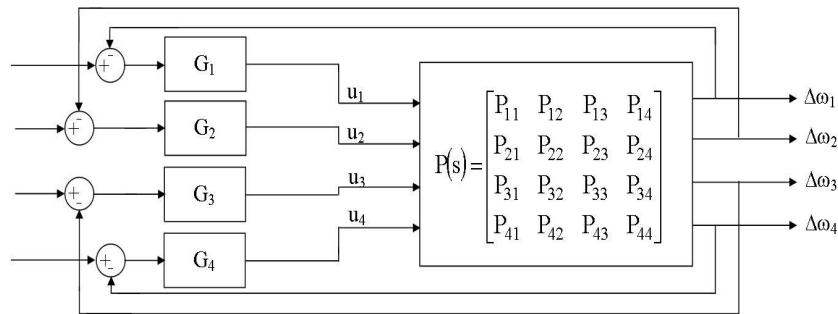 + -
G₁
u₁
+ -
G₂
u₂
+ -
G₃
u₃
+ -
G₄
u₄
P(s) =
P₁₁ P₁₂ P₁₃ P₁₄
P₂₁ P₂₂ P₂₃ P₂₄
P₃₁ P₃₂ P₃₃ P₃₄
P₄₁ P₄₂ P₄₃ P₄₄
Δω₁
Δω₂
Δω₃
Δω₄